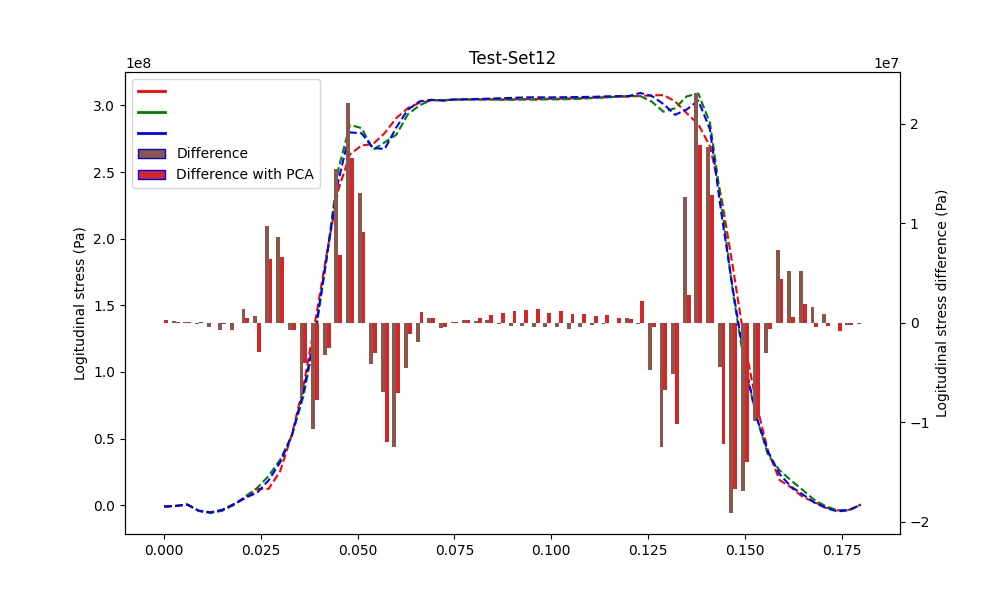 Test-Set12
1e8
1e7
Difference
Difference with PCA
Logitudinal stress (Pa)
Logitudinal stress difference (Pa)
3.0
2.5
2.0
1.5
1.0
0.5
0.0
2
1
0
−1
−2
0.000
0.025
0.050
0.075
0.100
0.125
0.150
0.175